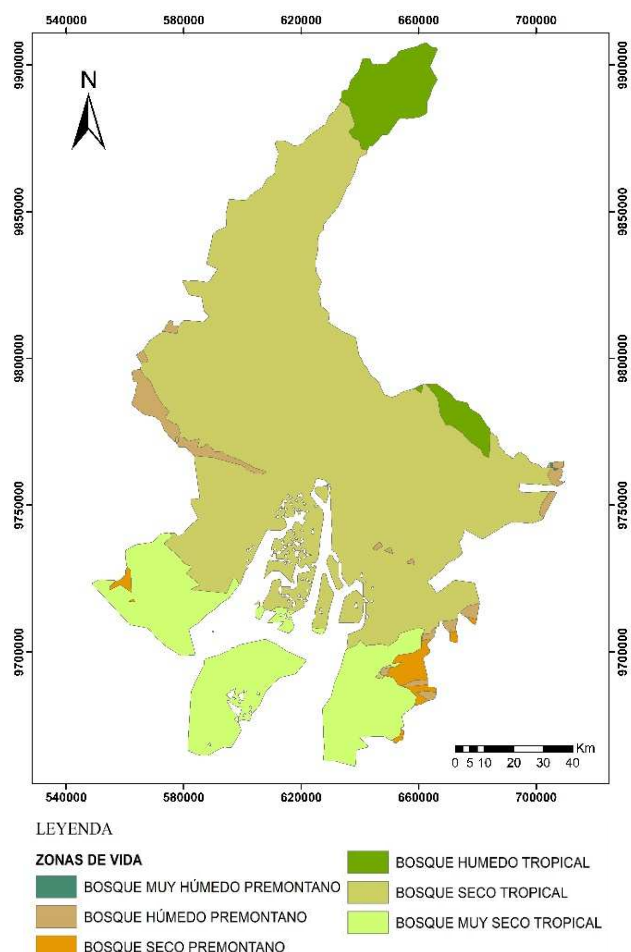 540000 580000 620000 660000 700000
N
9900000 9900000
9850000 9850000
9800000 9800000
9750000 9750000
9700000 9700000
Km
0 5 10 20 30 40
540000 580000 620000 660000 700000
LEYENDA
ZONAS DE VIDA
BOSQUE MUY HÚMEDO PREMONTANO
BOSQUE HÚMEDO PREMONTANO
BOSQUE SECO PREMONTANO
BOSQUE HUMEDO TROPICAL
BOSQUE SECO TROPICAL
BOSQUE MUY SECO TROPICAL